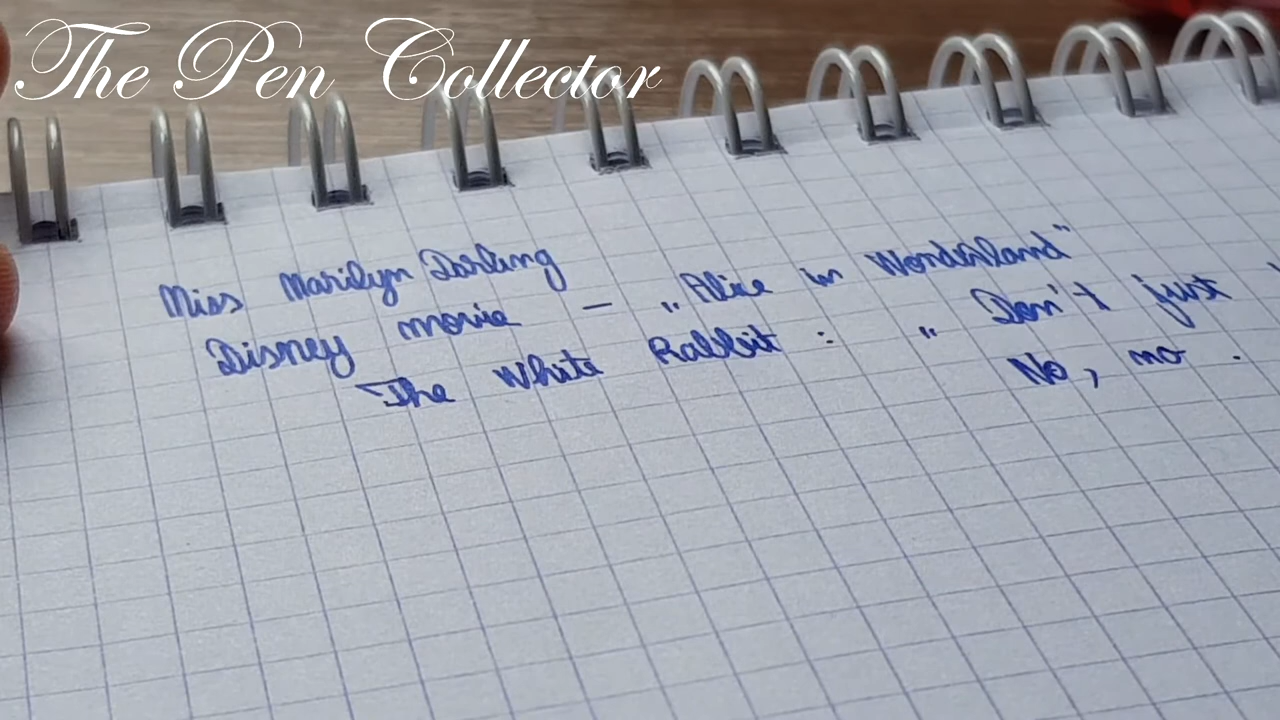 The Pen Collector
Miss Marilyn Darling
Disney movie – „Alice in Wonderland”
The White Rabbit : " Don't just
No, no .